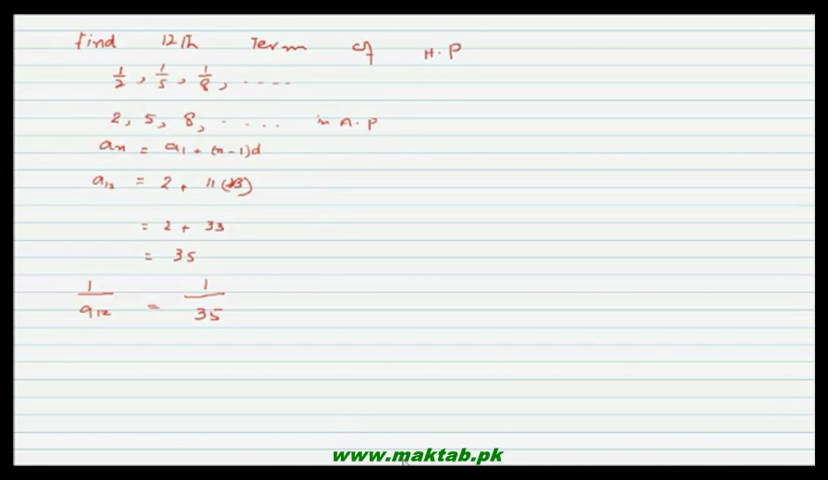 Find 12th Term of H.P
1/2, 1/5, 1/8, .....
2, 5, 8, ..... in A.P
an = a1 + (n-1)d
a12 = 2 + 11(3)
= 2 + 33
= 35
1/a12 = 1/35
www.maktab.pk